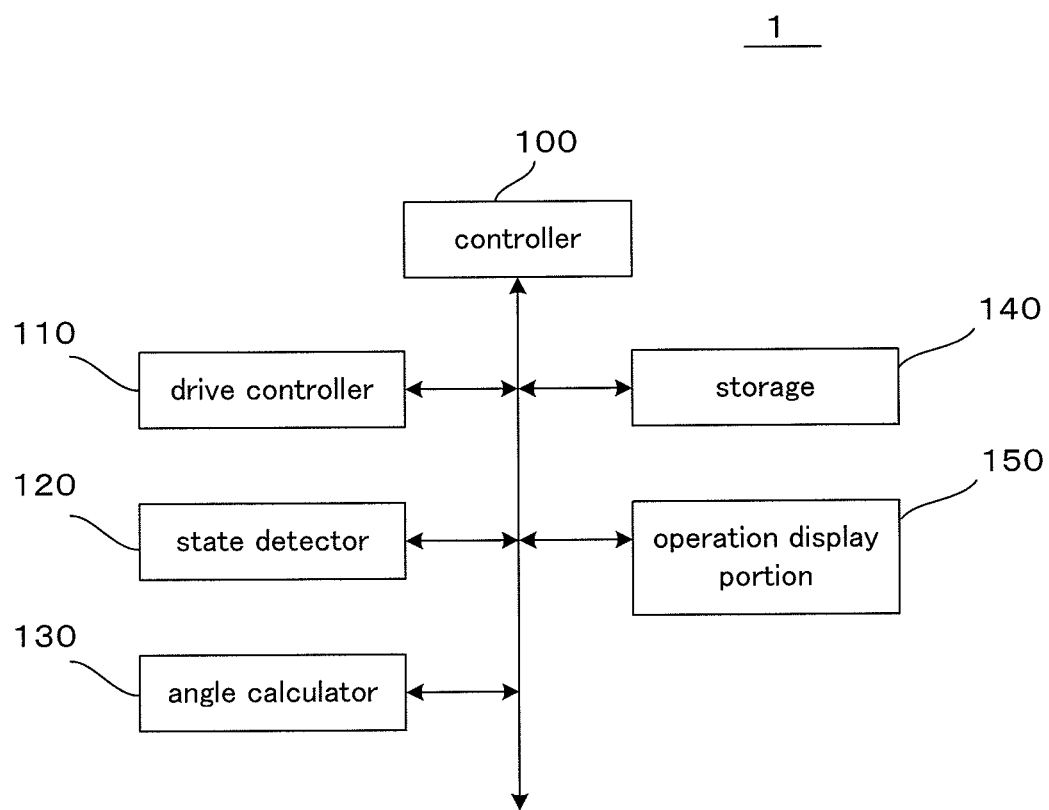 1
100
controller
110
drive controller
140
storage
120
state detector
150
operation display
portion
130
angle calculator